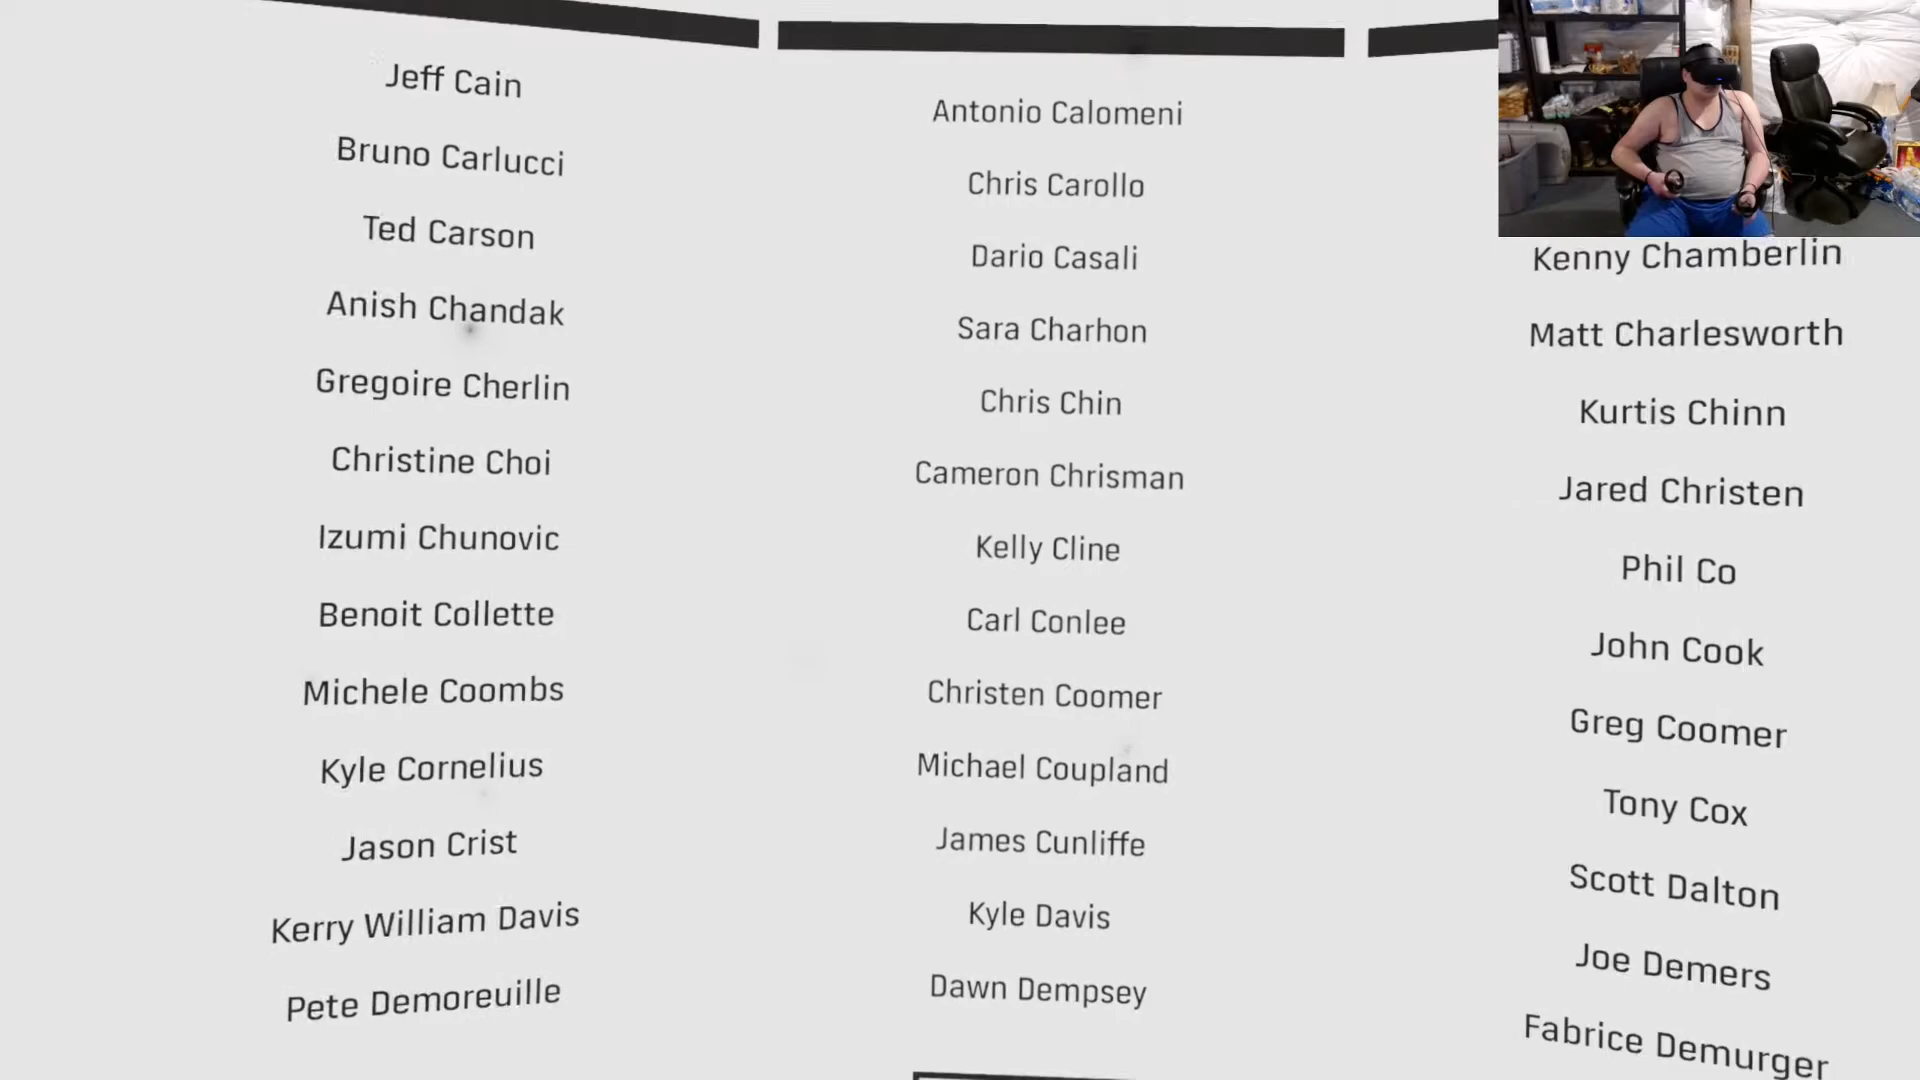 Jeff Cain
Bruno Carlucci
Ted Carson
Anish Chandak
Gregoire Cherlin
Christine Choi
Izumi Chunovic
Benoit Collette
Michele Coombs
Kyle Cornelius
Jason Crist
Kerry William Davis
Pete Demoreuille
Antonio Calomeni
Chris Carollo
Dario Casali
Sara Charhon
Chris Chin
Cameron Chrisman
Kelly Cline
Carl Conlee
Christen Coomer
Michael Coupland
James Cunliffe
Kyle Davis
Dawn Dempsey
Kenny Chamberlin
Matt Charlesworth
Kurtis Chinn
Jared Christen
Phil Co
John Cook
Greg Coomer
Tony Cox
Scott Dalton
Joe Demers
Fabrice Demurger